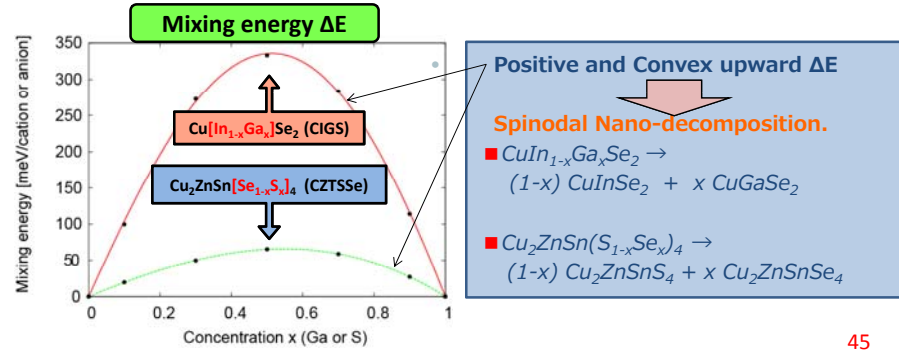 Mixing energy ΔE
Mixing energy [meV/cation or anion]
350
300
250
200
150
100
50
0
0
0.2
0.4
0.6
0.8
1
Concentration x (Ga or S)
Cu[In₁₋ₓGaₓ]Se₂ (CIGS)
Cu₂ZnSn[Se₁₋ₓSₓ]₄ (CZTSSe)
Positive and Convex upward ΔE
Spinodal Nano-decomposition.
■ CuIn₁₋ₓGaₓSe₂ →
(1-x) CuInSe₂ + x CuGaSe₂
■ Cu₂ZnSn(S₁₋ₓSeₓ)₄ →
(1-x) Cu₂ZnSnS₄ + x Cu₂ZnSnSe₄
45